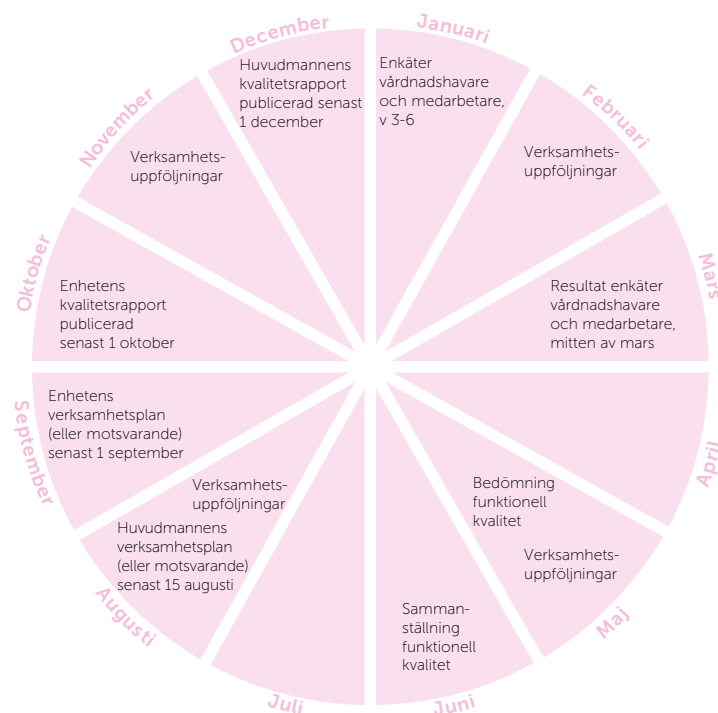 Januari
Enkäter
vårdnadshavare
och medarbetare,
v 3-6
Februari
Verksamhets-
uppföljningar
Mars
Resultat enkäter
vårdnadshavare
och medarbetare,
mitten av mars
April
Maj
Bedömning
funktionell
kvalitet
Verksamhets-
uppföljningar
Juni
Samman-
ställning
funktionell
kvalitet
Juli
Augusti
Verksamhets-
uppföljningar
Huvudmannens
verksamhetsplan
(eller motsvarande)
senast 15 augusti
September
Enhetens
verksamhetsplan
(eller motsvarande)
senast 1 september
Oktober
Enhetens
kvalitetsrapport
publicerad
senast 1 oktober
November
Verksamhets-
uppföljningar
December
Huvudmannens
kvalitetsrapport
publicerad senast
1 december